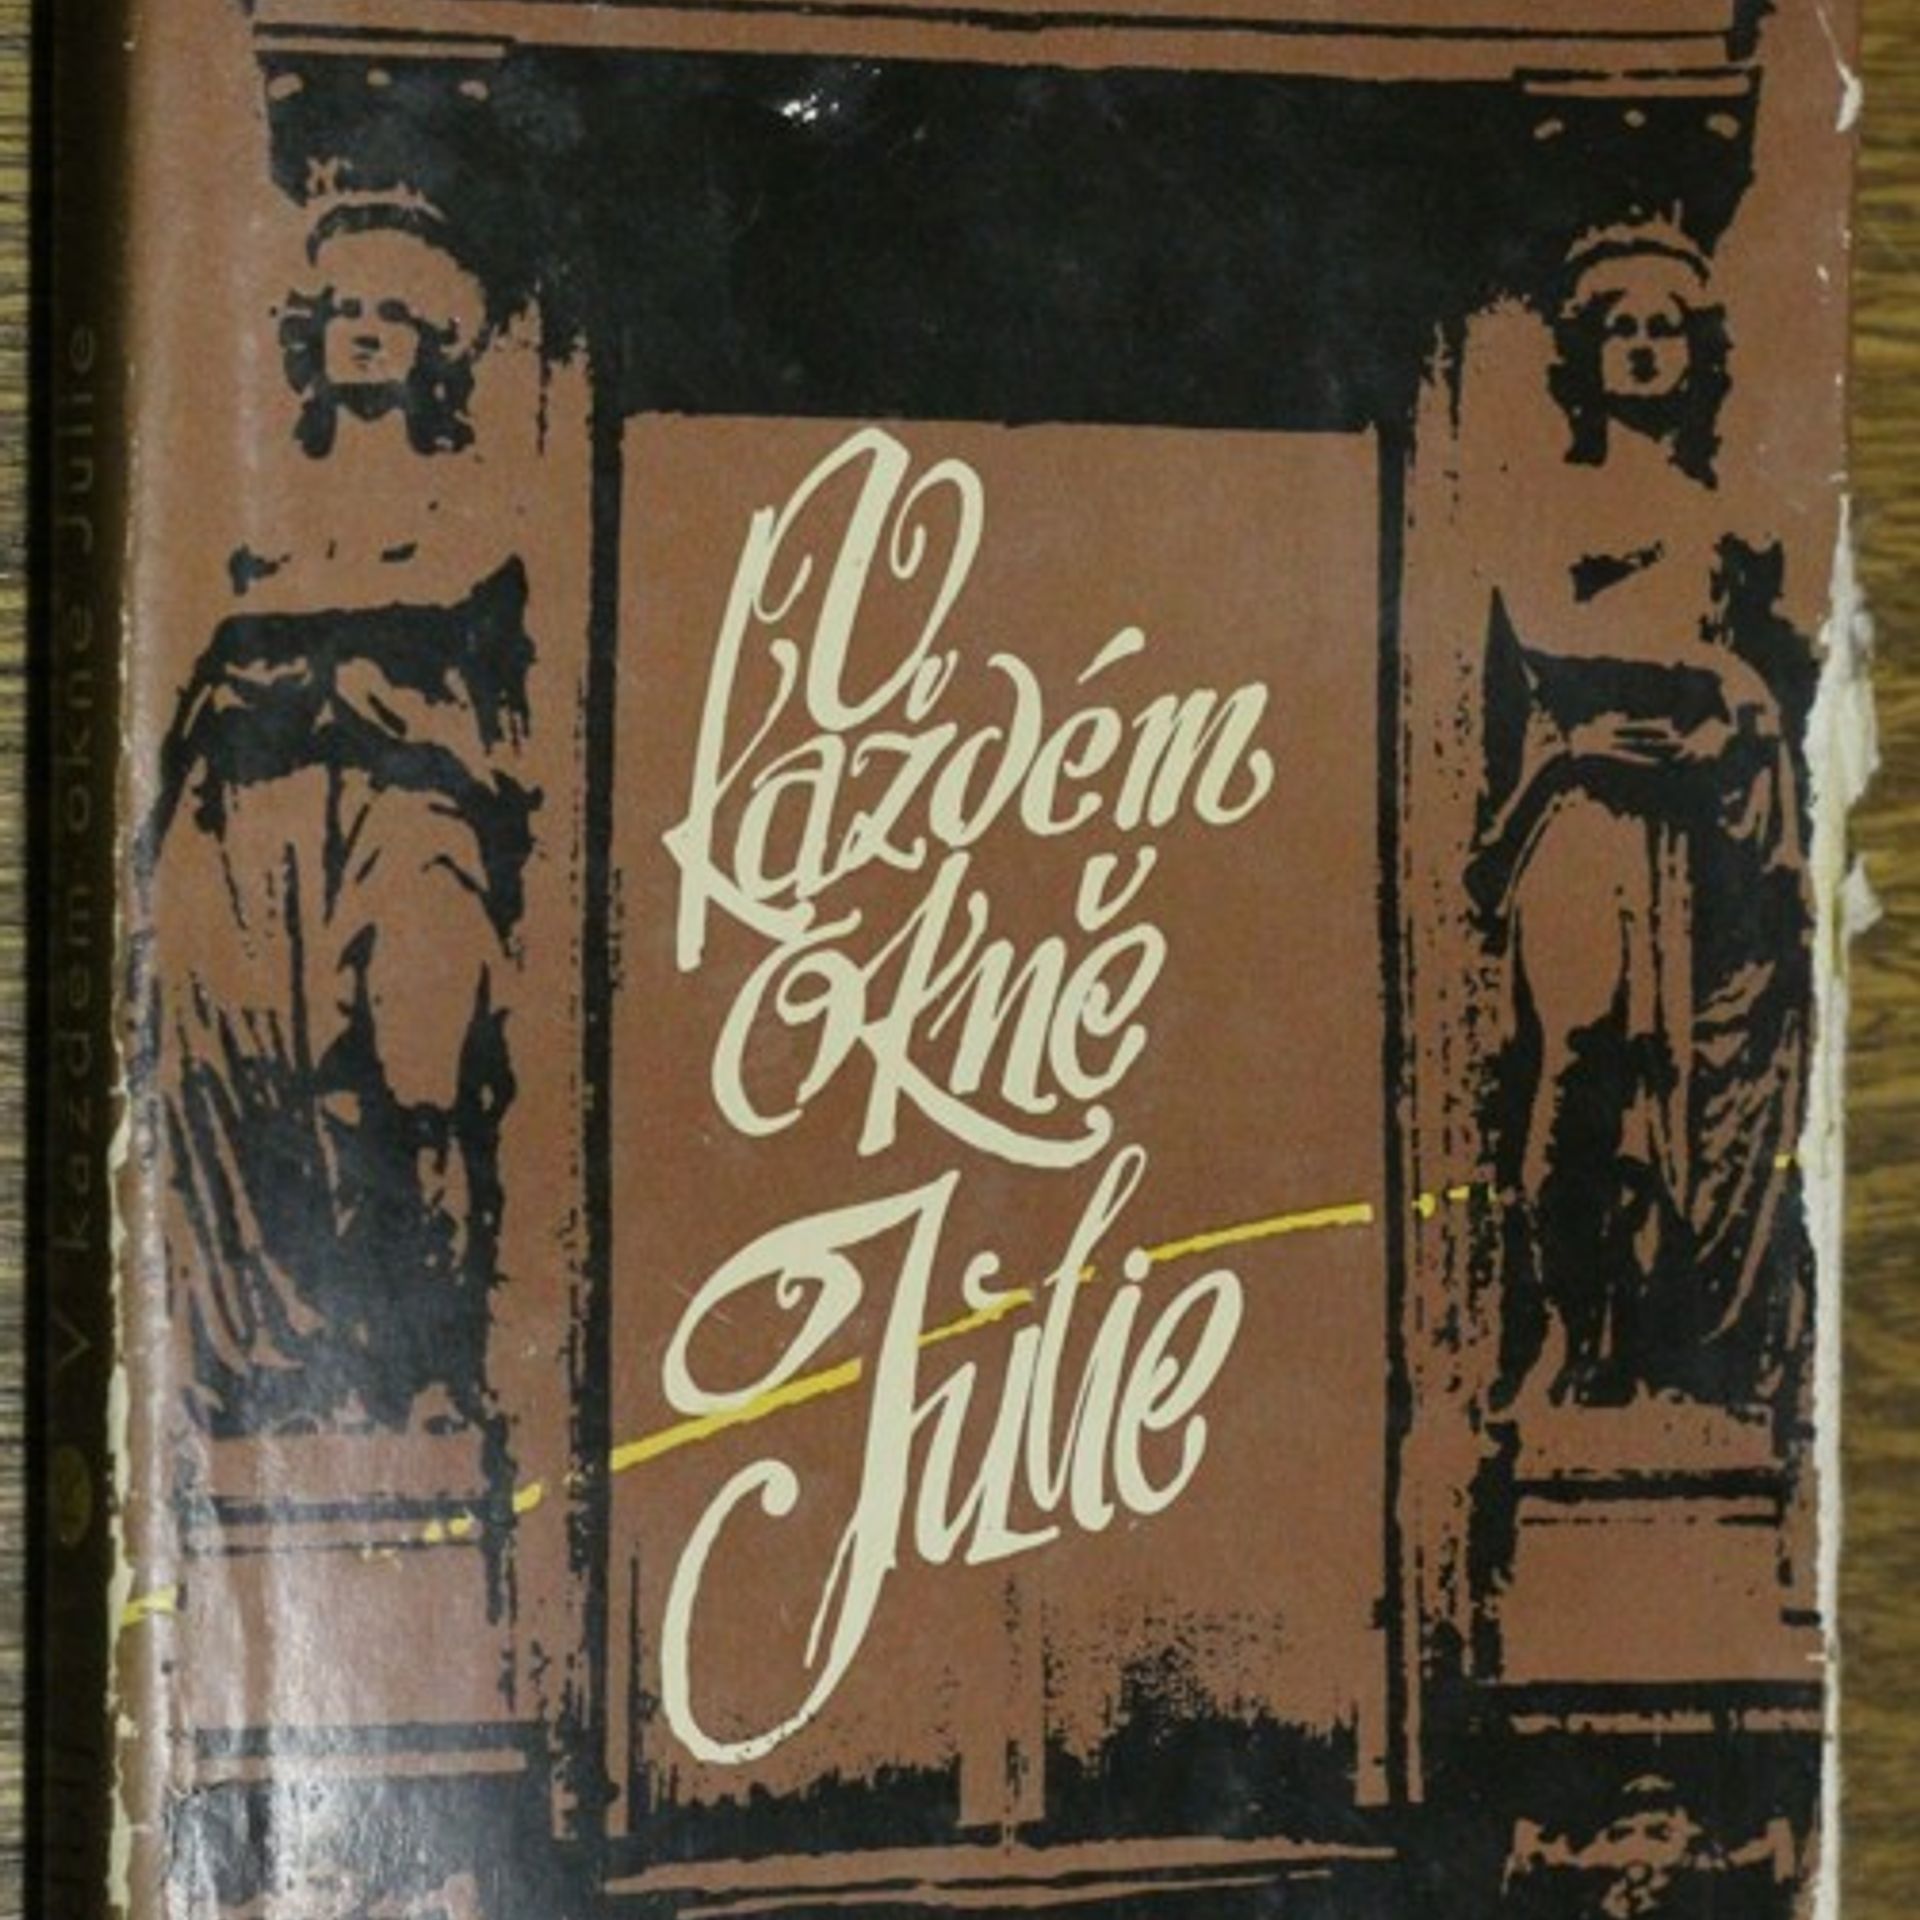 V
každém
okně
Julie
V každém okně Julie